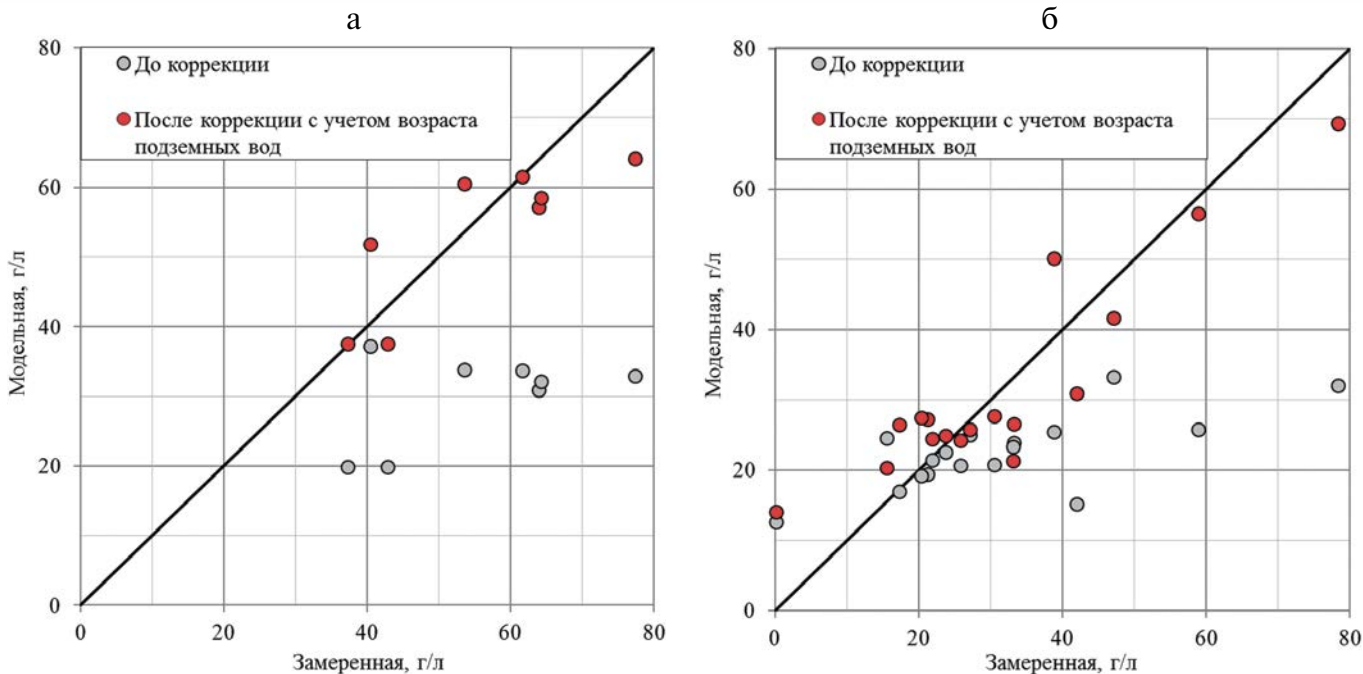 а
80
60
40
20
0
0
20
40
60
80
До коррекции
После коррекции с учетом возраста
подземных вод
Модельная, г/л
Замеренная, г/л
б
80
60
40
20
0
0
20
40
60
80
До коррекции
После коррекции с учетом возраста
подземных вод
Модельная, г/л
Замеренная, г/л